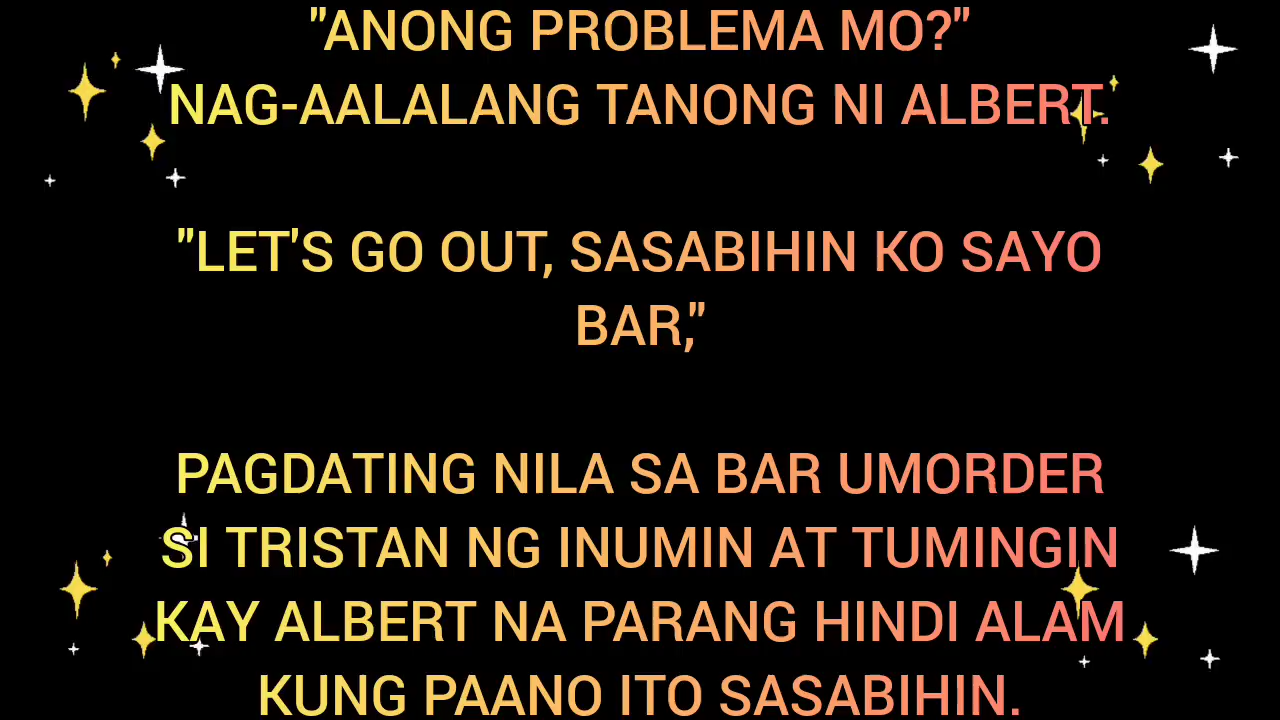 "ANONG PROBLEMA MO?"
NAG-AALALANG TANONG NI ALBERT.
"LET'S GO OUT, SASABIHIN KO SAYO
BAR,"
PAGDATING NILA SA BAR UMORDER
SI TRISTAN NG INUMIN AT TUMINGIN
KAY ALBERT NA PARANG HINDI ALAM
KUNG PAANO ITO SASABIHIN.